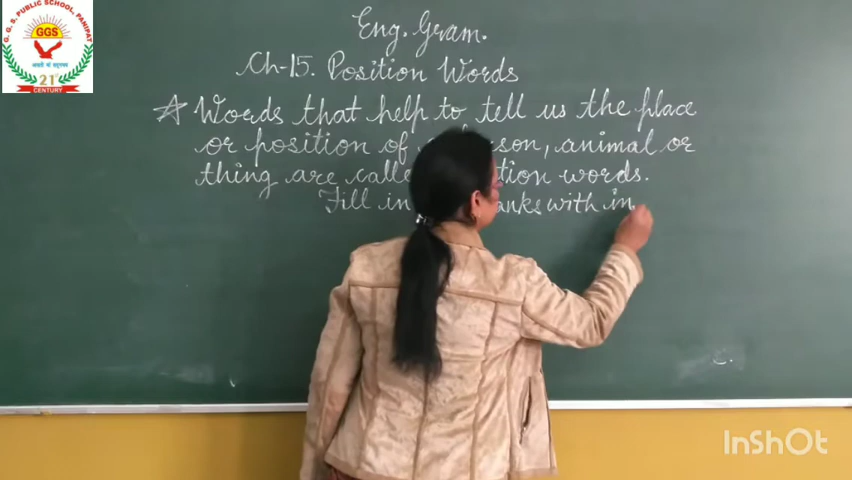 G. G. S. PUBLIC SCHOOL, PANIPAT
GGS
21st
CENTURY
Eng. Gram.
Ch-15. Position Words
☆ Words that help to tell us the place
or position of son, animal or
thing are calle tion words.
Fill in anks with in
InShOt